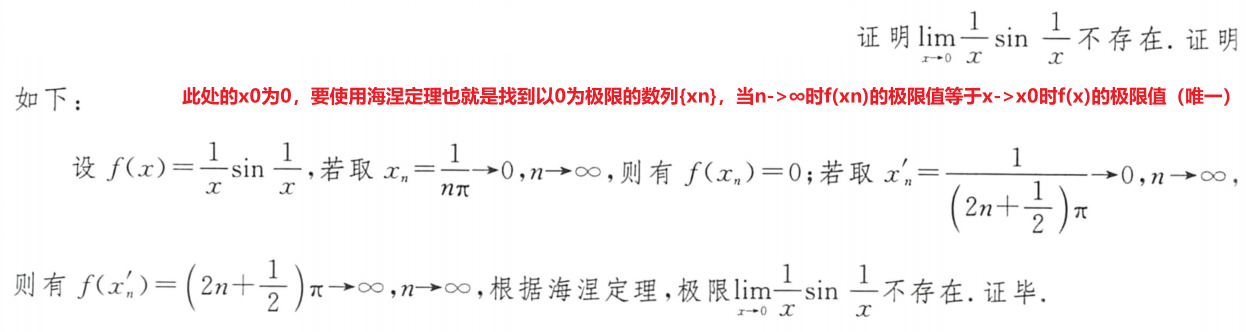 证明$\lim_{x \to 0} \frac{1}{x} \sin \frac{1}{x}$不存在.证明
如下：
此处的x0为0，要使用海涅定理也就是找到以0为极限的数列{xn}，当n->∞时f(xn)的极限值等于x->x0时f(x)的极限值（唯一）
设 $f(x)=\frac{1}{x}\sin\frac{1}{x}$,若取 $x_n=\frac{1}{n\pi}\to 0,n\to\infty$,则有 $f(x_n)=0$;若取 $x_n'=\frac{1}{\left(2n+\frac{1}{2}\right)\pi}\to 0,n\to\infty$,
则有 $f(x_n')=\left(2n+\frac{1}{2}\right)\pi\to\infty,n\to\infty$,根据海涅定理,极限$\lim_{x \to 0}\frac{1}{x}\sin\frac{1}{x}$不存在.证毕.